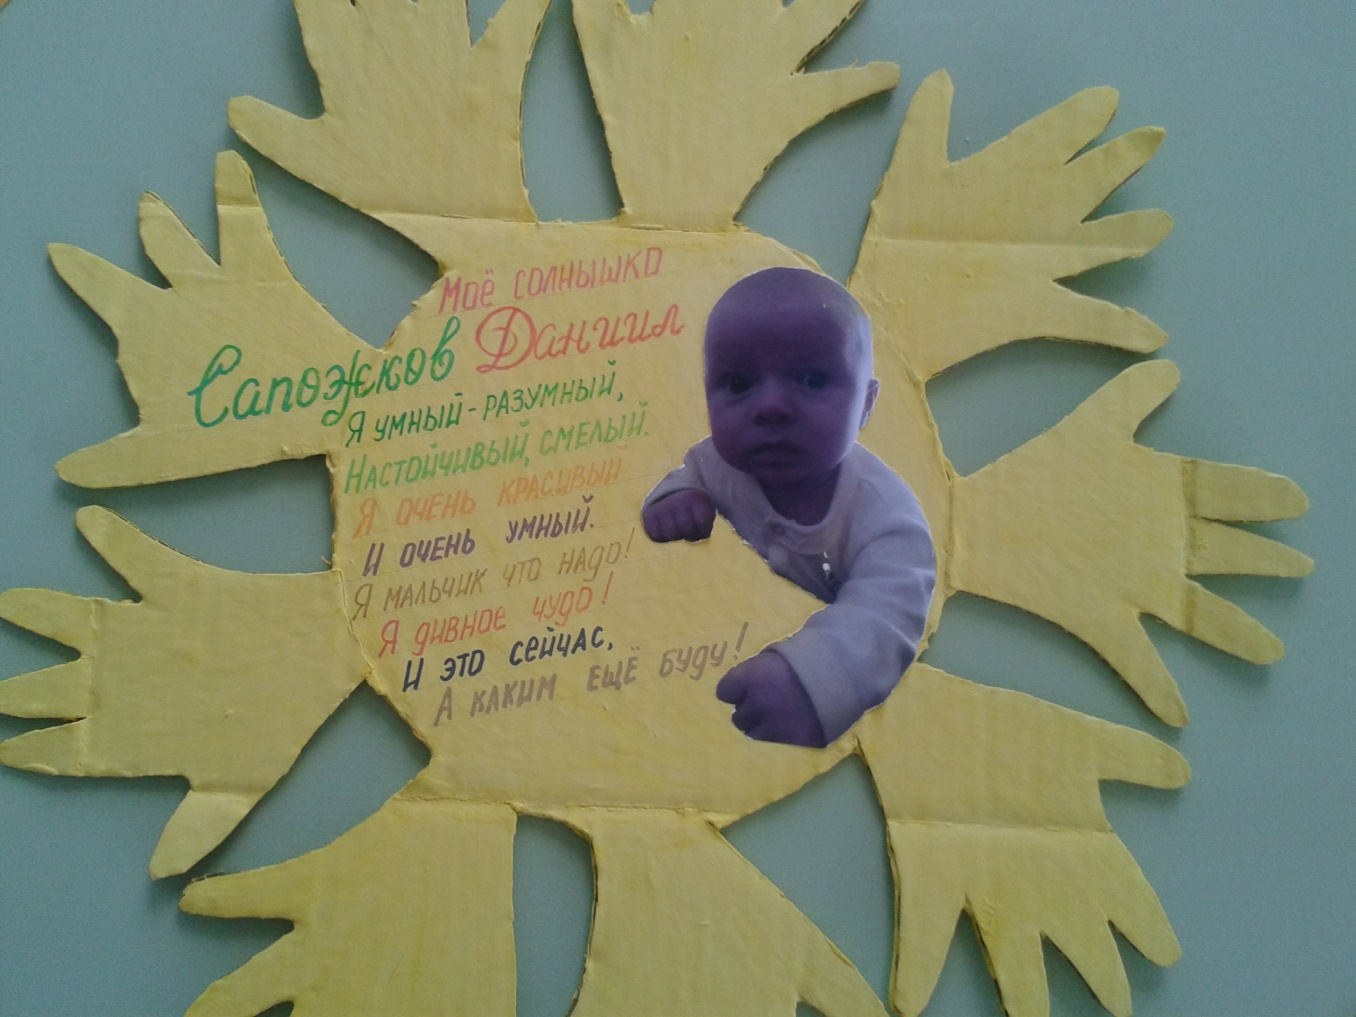 Моё солнышко
Сапожков Даниил
Я умный-разумный,
Настойчивый, смелый.
Я очень красивый
И очень умный.
Я мальчик что надо!
Я дивное чудо!
И это сейчас,
А каким ещё буду!